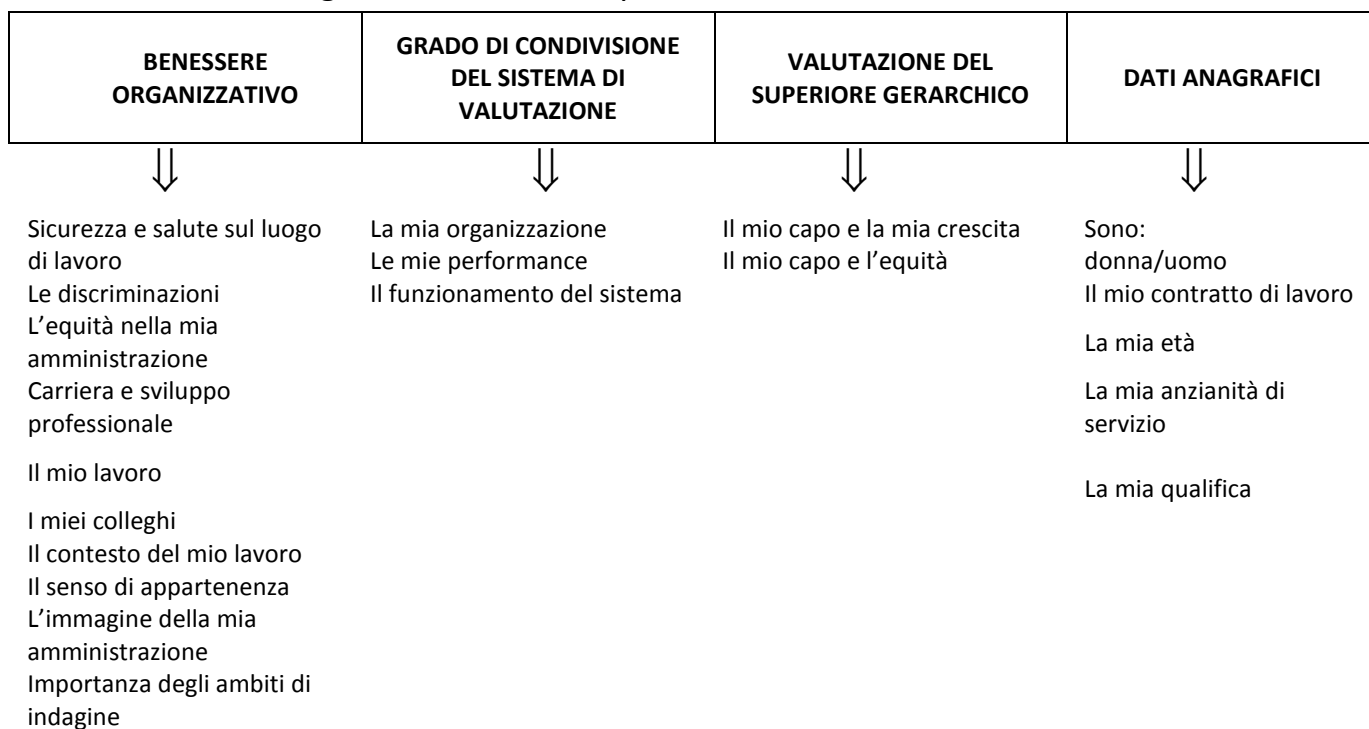 BENESSERE
ORGANIZZATIVO
GRADO DI CONDIVISIONE
DEL SISTEMA DI
VALUTAZIONE
VALUTAZIONE DEL
SUPERIORE GERARCHICO
DATI ANAGRAFICI
⇓ ⇓ ⇓ ⇓
Sicurezza e salute sul luogo
di lavoro
Le discriminazioni
L’equità nella mia
amministrazione
Carriera e sviluppo
professionale
Il mio lavoro
I miei colleghi
Il contesto del mio lavoro
Il senso di appartenenza
L’immagine della mia
amministrazione
Importanza degli ambiti di
indagine
La mia organizzazione
Le mie performance
Il funzionamento del sistema
Il mio capo e la mia crescita
Il mio capo e l’equità
Sono:
donna/uomo
Il mio contratto di lavoro
La mia età
La mia anzianità di
servizio
La mia qualifica